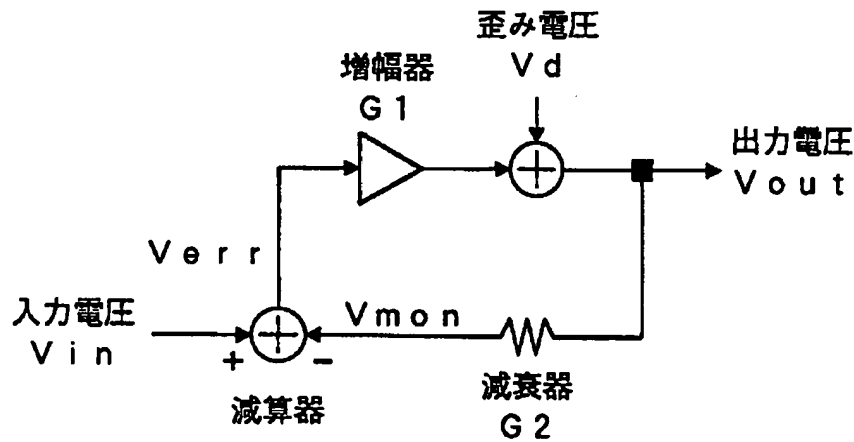 歪み電圧
Vd
増幅器
G1
出力電圧
Vout
Verr
入力電圧
Vin
+
-
Vmon
減算器
減衰器
G2